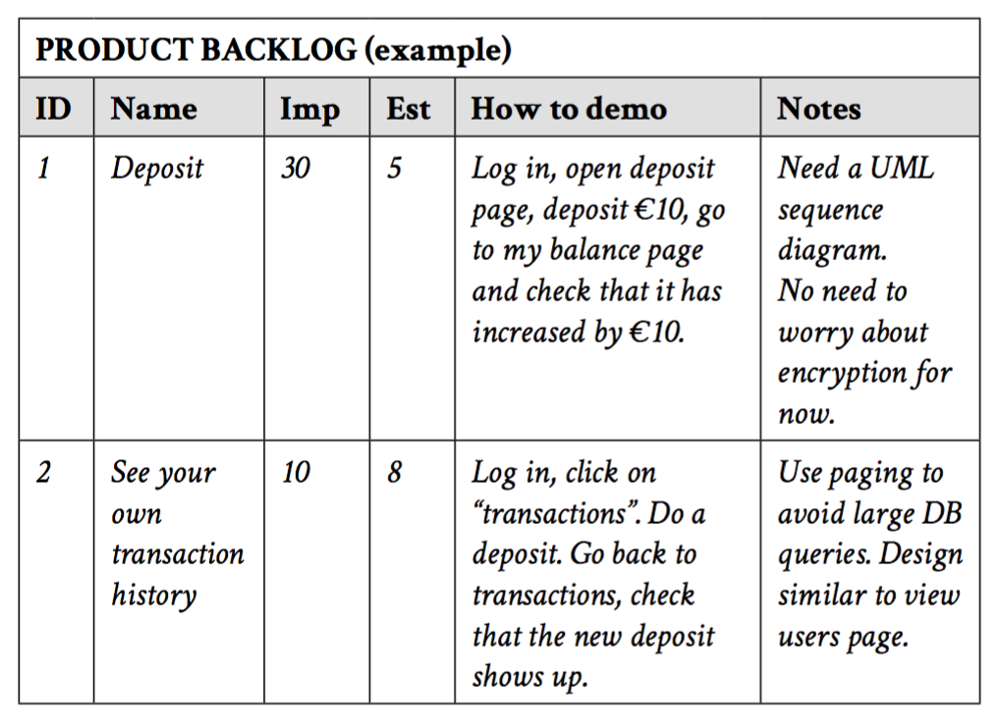 PRODUCT BACKLOG (example)
ID Name Imp Est How to demo Notes
1 Deposit 30 5
Log in, open deposit
page, deposit €10, go
to my balance page
and check that it has
increased by €10.
Need a UML
sequence
diagram.
No need to
worry about
encryption for
now.
2
See your
own
transaction
history
10 8
Log in, click on
“transactions”. Do a
deposit. Go back to
transactions, check
that the new deposit
shows up.
Use paging to
avoid large DB
queries. Design
similar to view
users page.